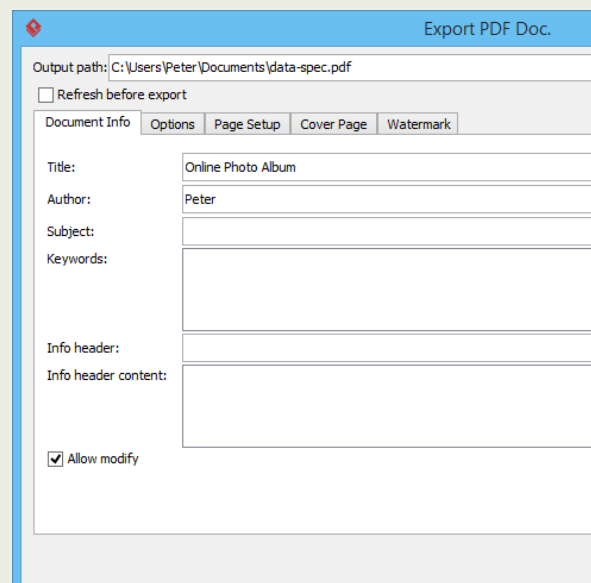 Export PDF Doc.
Output path: C:\Users\Peter\Documents\data-spec.pdf
Refresh before export
Document Info Options Page Setup Cover Page Watermark
Title: Online Photo Album
Author: Peter
Subject:
Keywords:
Info header:
Info header content:
Allow modify